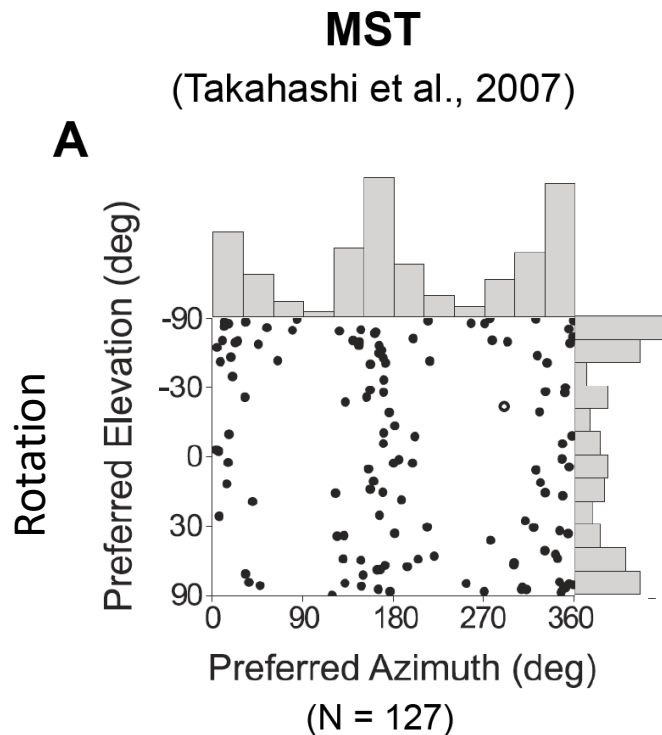 MST
(Takahashi et al., 2007)
A
Rotation
Preferred Elevation (deg)
-90
-30
0
30
90
0 90 180 270 360
Preferred Azimuth (deg)
(N = 127)